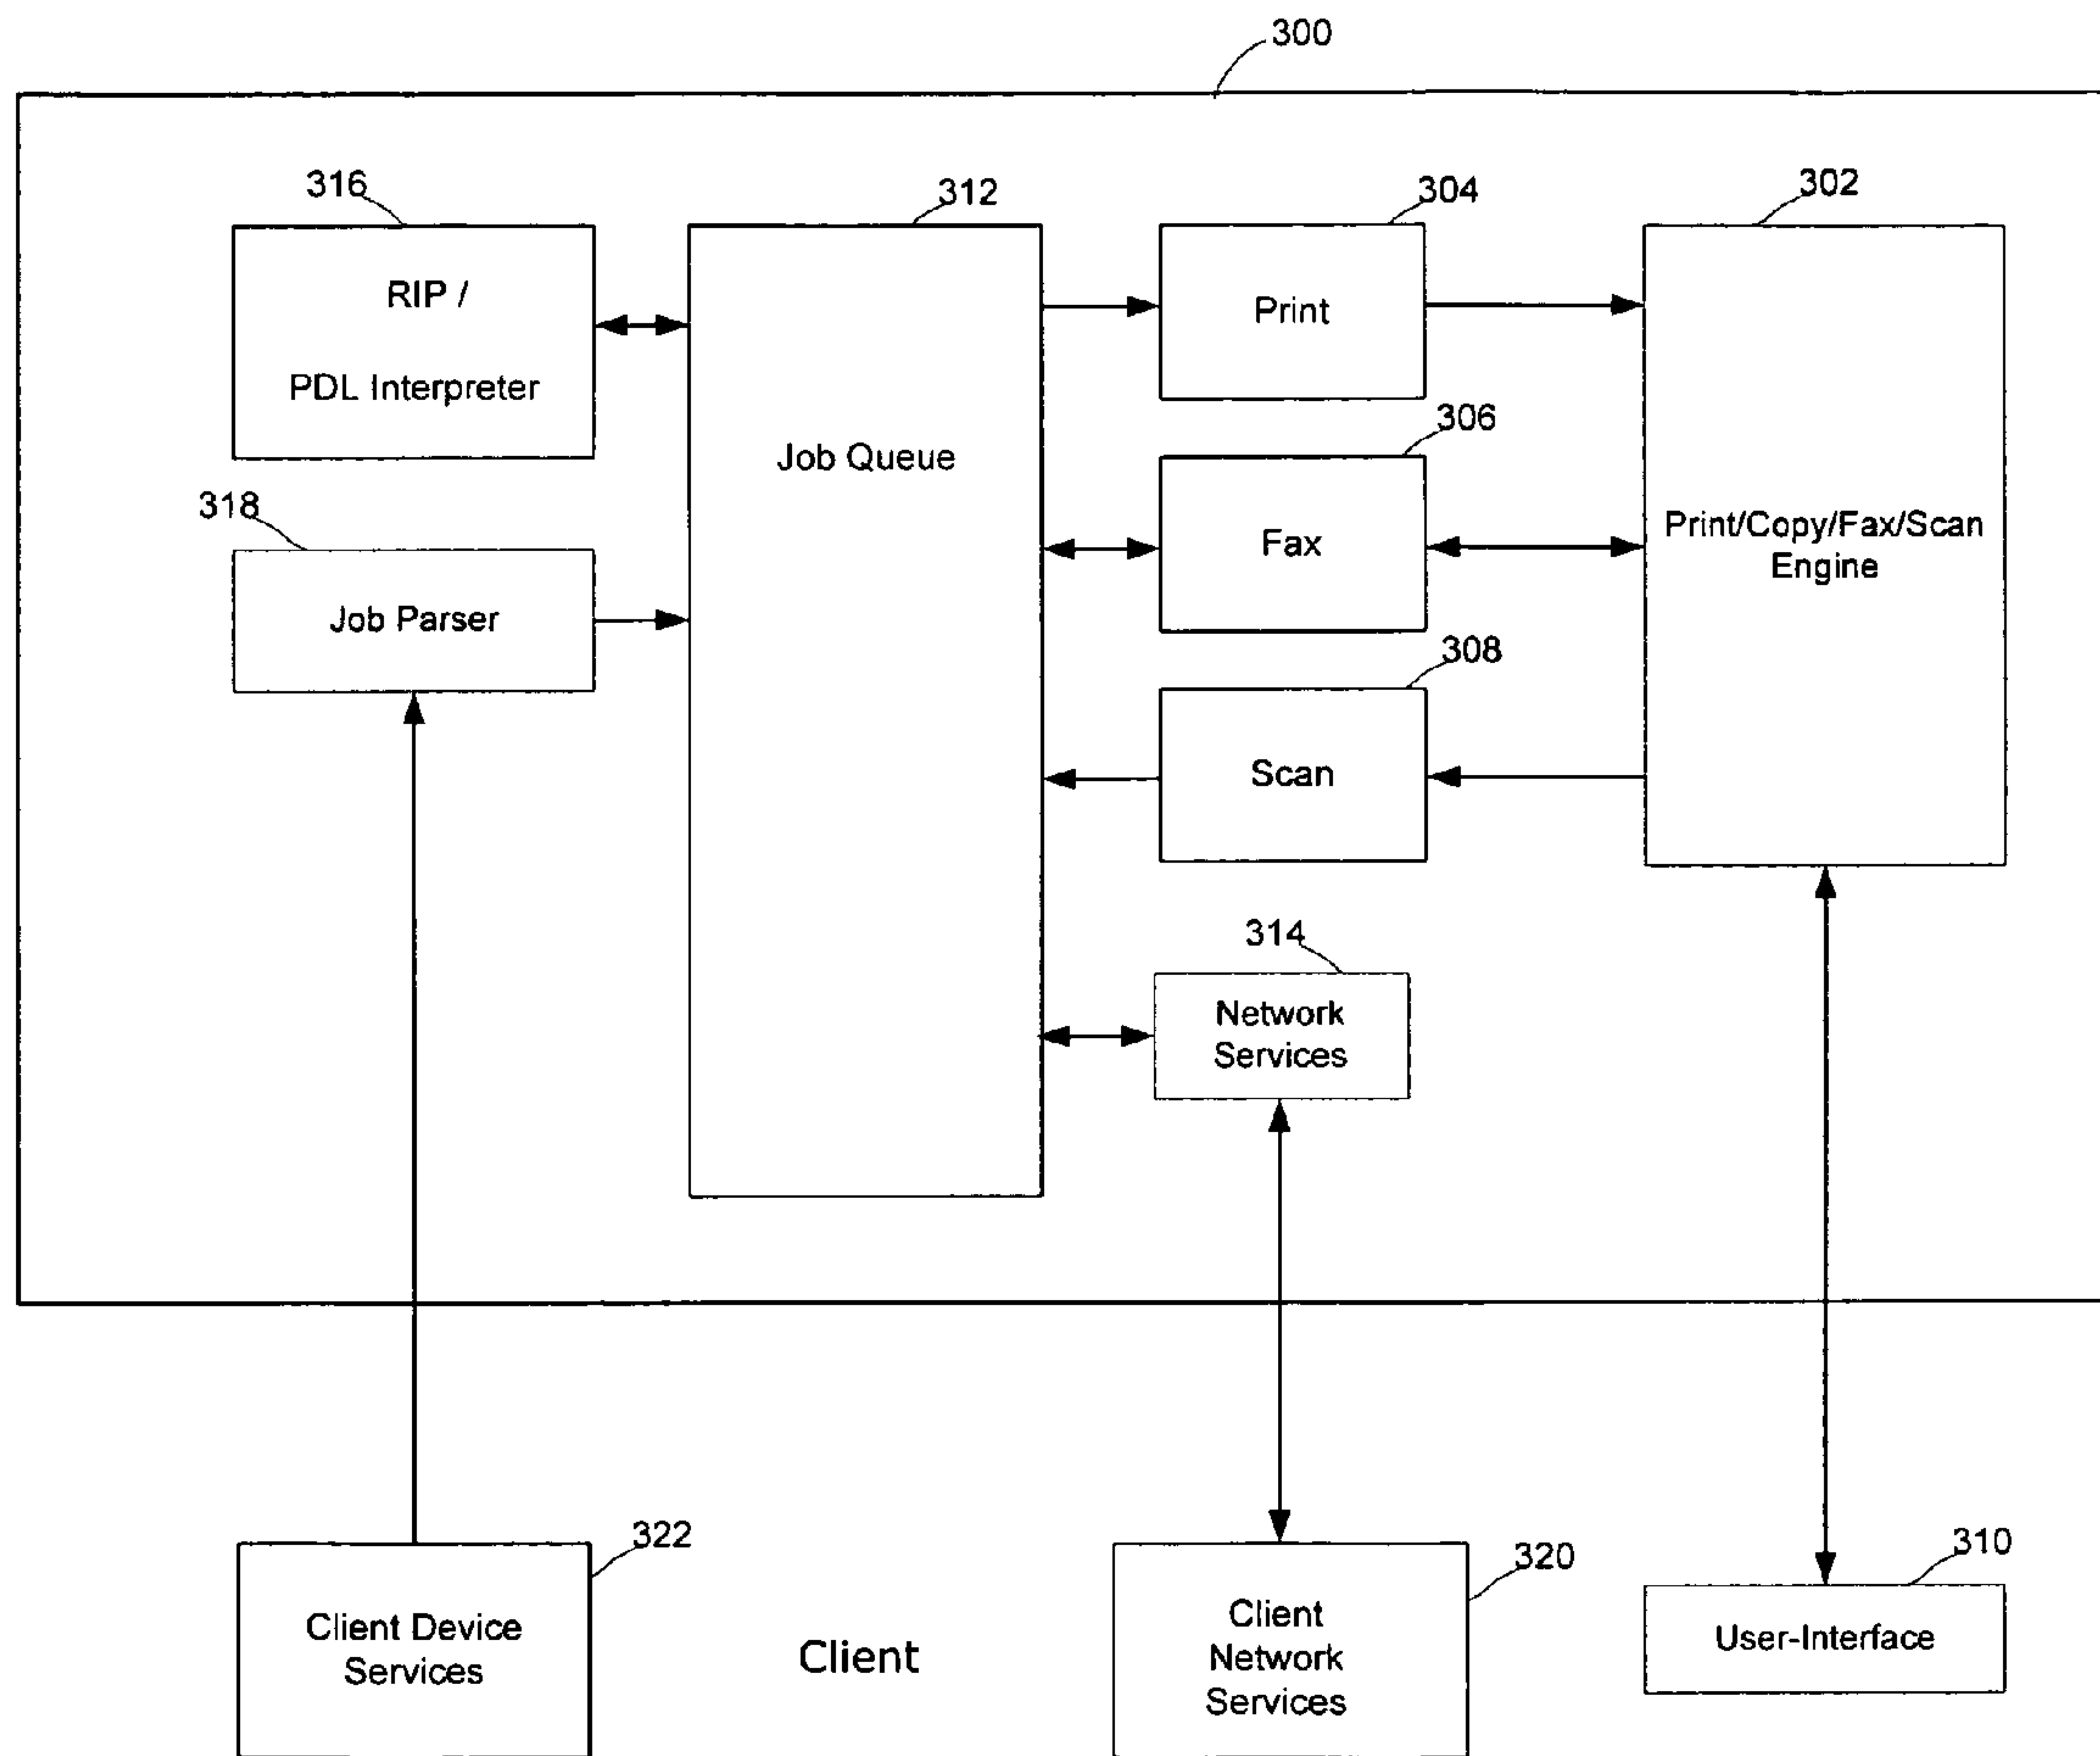 300
316
312
304
302
RIP /
PDL Interpreter
Job Queue
Print
Print/Copy/Fax/Scan
Engine
306
Fax
318
Job Parser
308
Scan
314
Network
Services
322
Client Device
Services
Client
320
Client
Network
Services
310
User-Interface